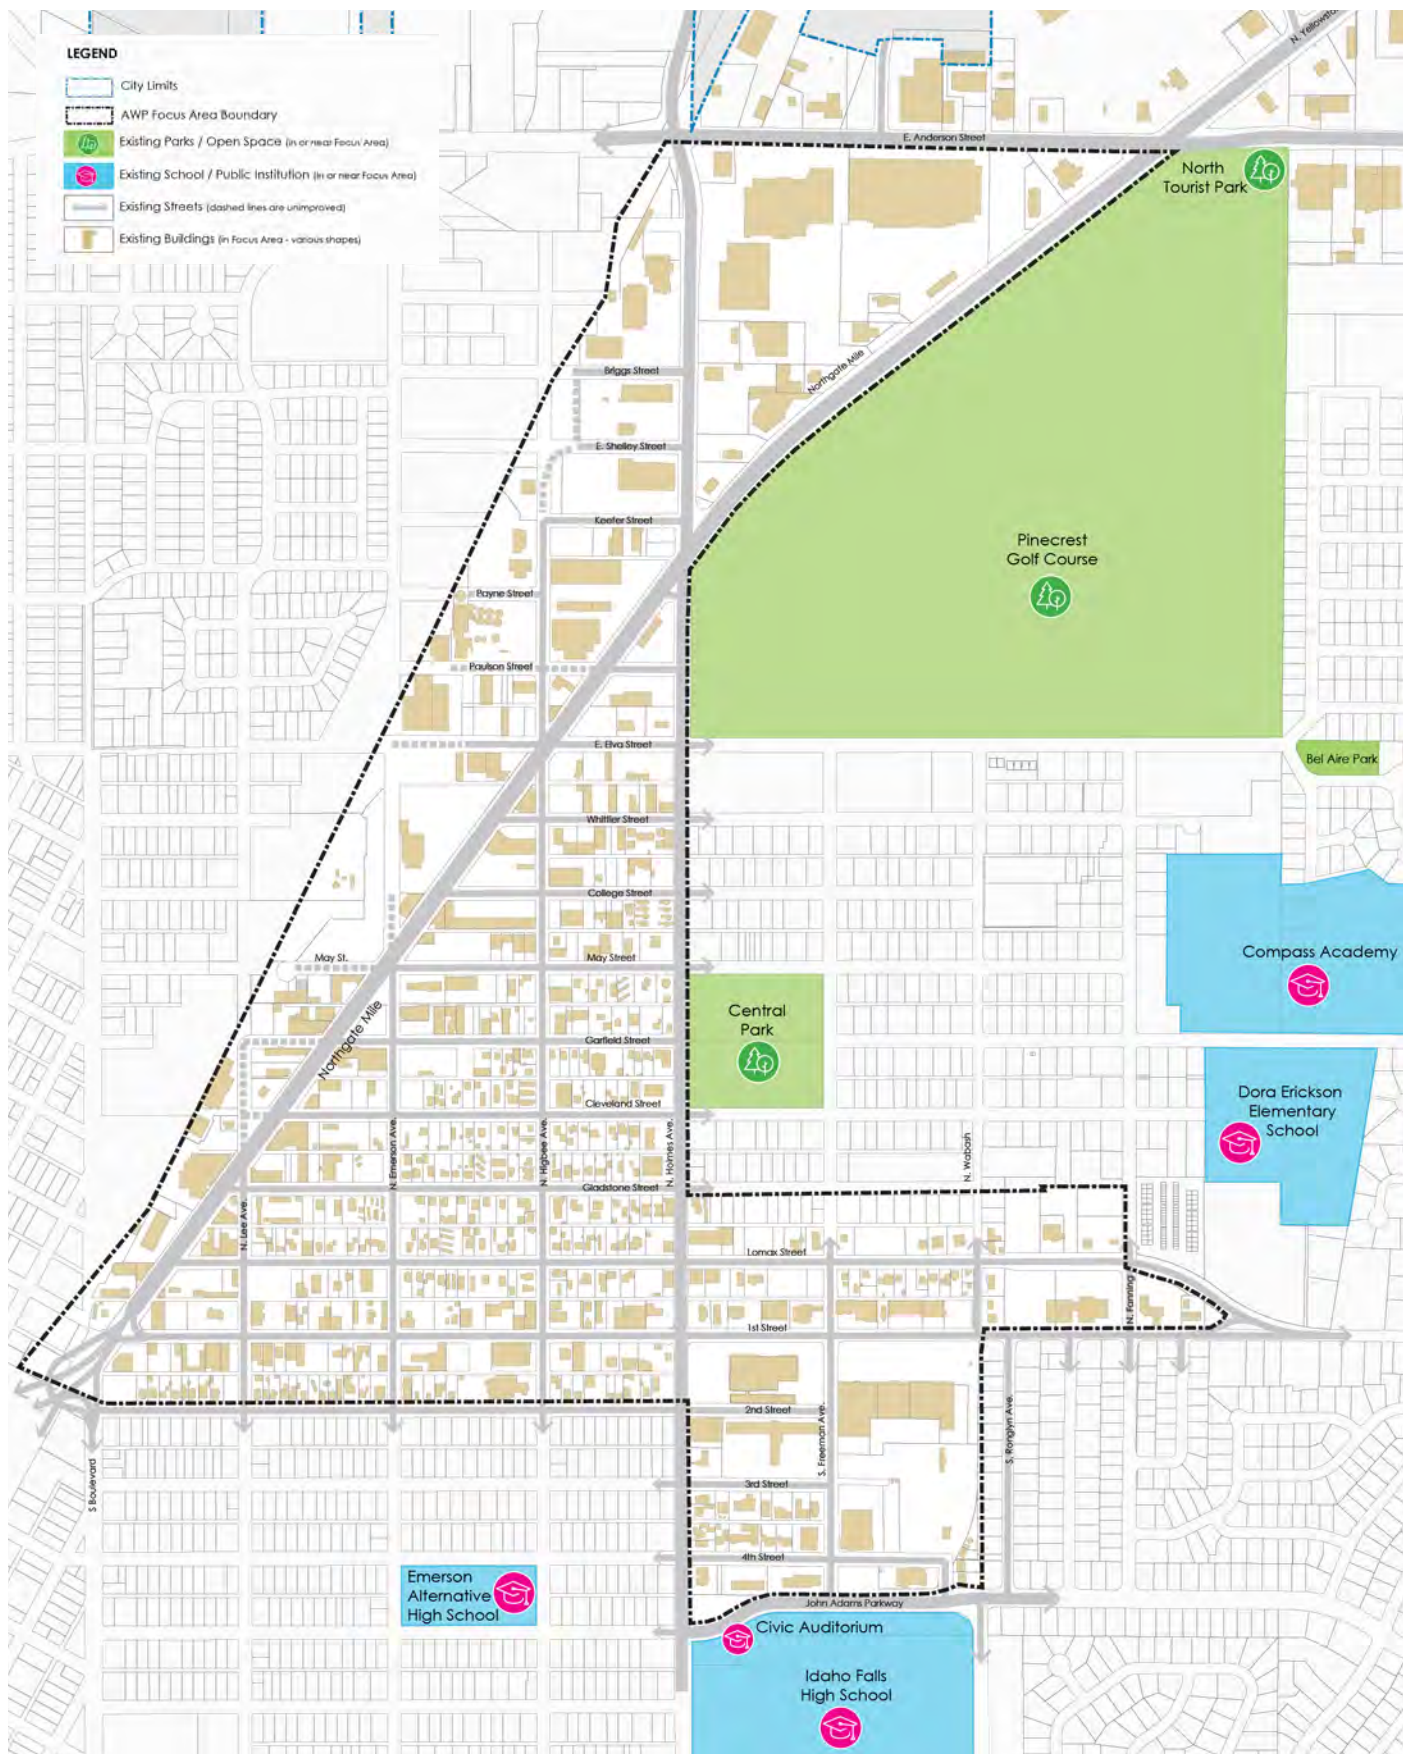 LEGEND
City Limits
AWP Focus Area Boundary
Existing Parks / Open Space (in or near Focus Area)
Existing School / Public Institution (in or near Focus Area)
Existing Streets (dashed lines are unimproved)
Existing Buildings (in Focus Area - various shapes)
E. Anderson Street
North
Tourist Park
Briggs Street
Northgate Mile
E. Shelley Street
Keefer Street
Pinecrest
Golf Course
Payne Street
Paulson Street
E. Elva Street
Bel Aire Park
Whittier Street
College Street
May St.
May Street
Compass Academy
Northgate Mile
Central
Park
Garfield Street
Cleveland Street
Dora Erickson
Elementary
School
N. Emerson Ave.
N. Higbee Ave.
N. Holmes Ave.
N. Wabash
Gladstone Street
N. Lee Ave.
Lomax Street
N. Fanning
1st Street
2nd Street
S. Freeman Ave.
S. Ronglyn Ave.
S Boulevard
3rd Street
4th Street
Emerson
Alternative
High School
John Adams Parkway
Civic Auditorium
Idaho Falls
High School